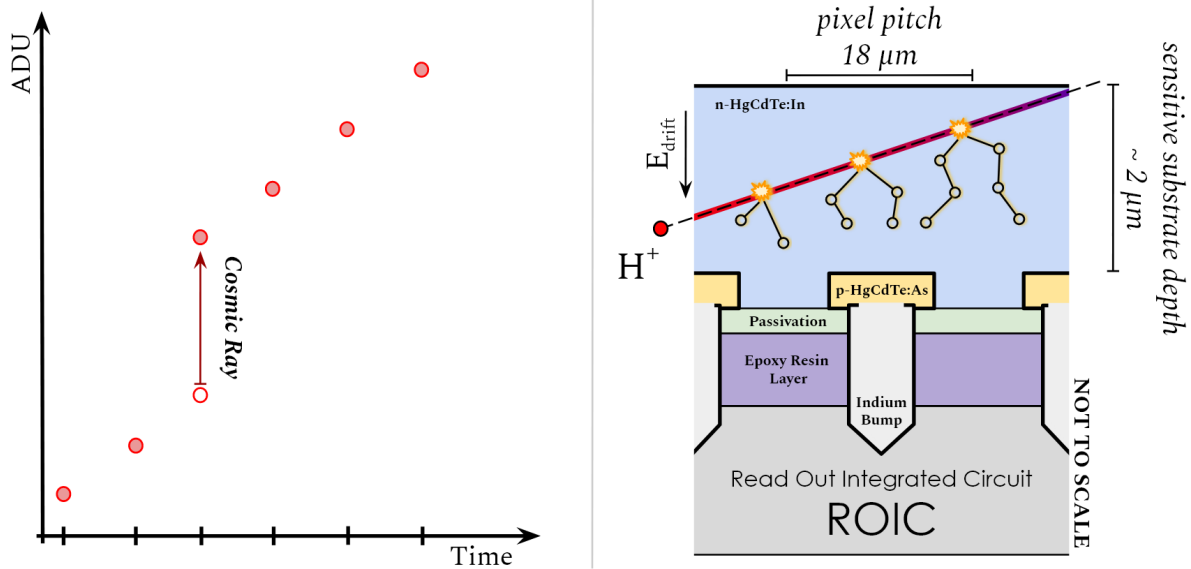 ADU
Cosmic Ray
Time
pixel pitch
18 μm
n-HgCdTe:In
E_drift
H⁺
sensitive substrate depth
~ 2 μm
p-HgCdTe:As
Passivation
Epoxy Resin
Layer
Indium
Bump
Read Out Integrated Circuit
ROIC
NOT TO SCALE